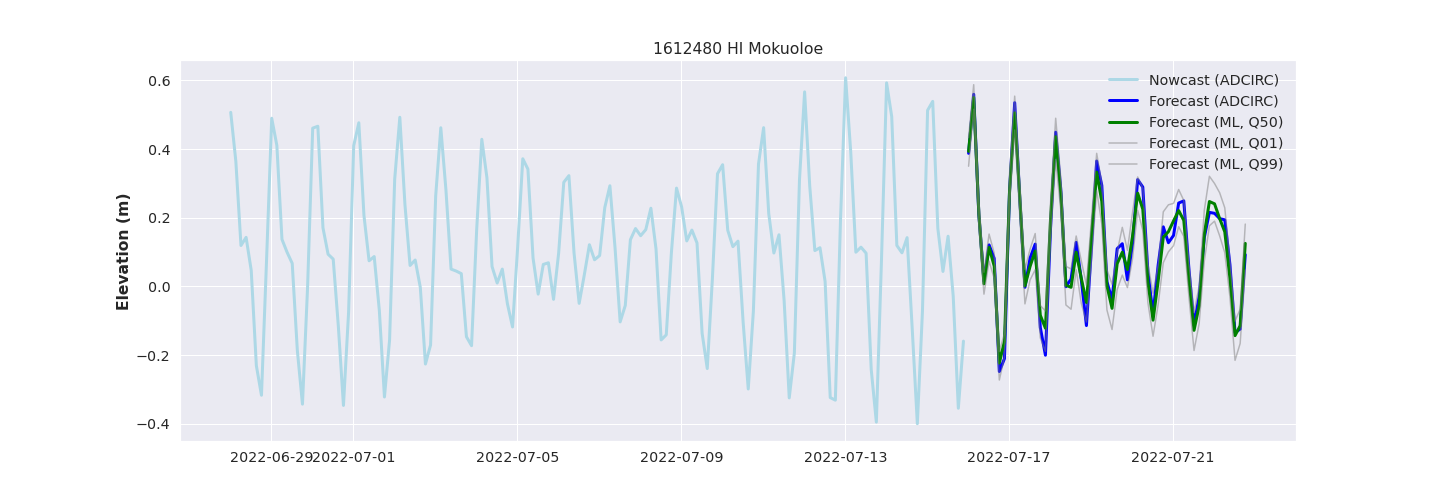 1612480 HI Mokuoloe
Nowcast (ADCIRC)
Forecast (ADCIRC)
Forecast (ML, Q50)
Forecast (ML, Q01)
Forecast (ML, Q99)
Elevation (m)
0.6
0.4
0.2
0.0
−0.2
−0.4
2022-06-29 2022-07-01 2022-07-05 2022-07-09 2022-07-13 2022-07-17 2022-07-21